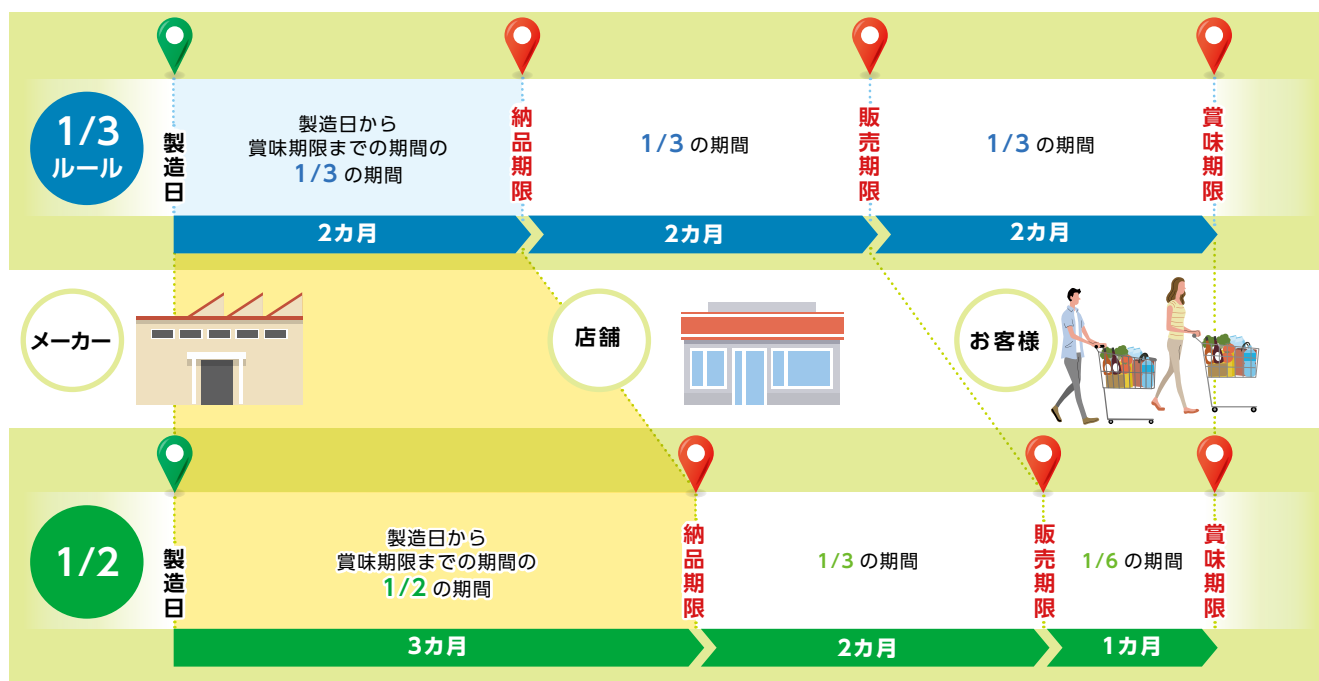 1/3
ルール
製造日
製造日から
賞味期限までの期間の
1/3 の期間
納品期限
1/3 の期間
販売期限
1/3 の期間
賞味期限
2カ月
2カ月
2カ月
メーカー
店舗
お客様
1/2
製造日
製造日から
賞味期限までの期間の
1/2 の期間
納品期限
1/3 の期間
販売期限
1/6 の期間
賞味期限
3カ月
2カ月
1カ月